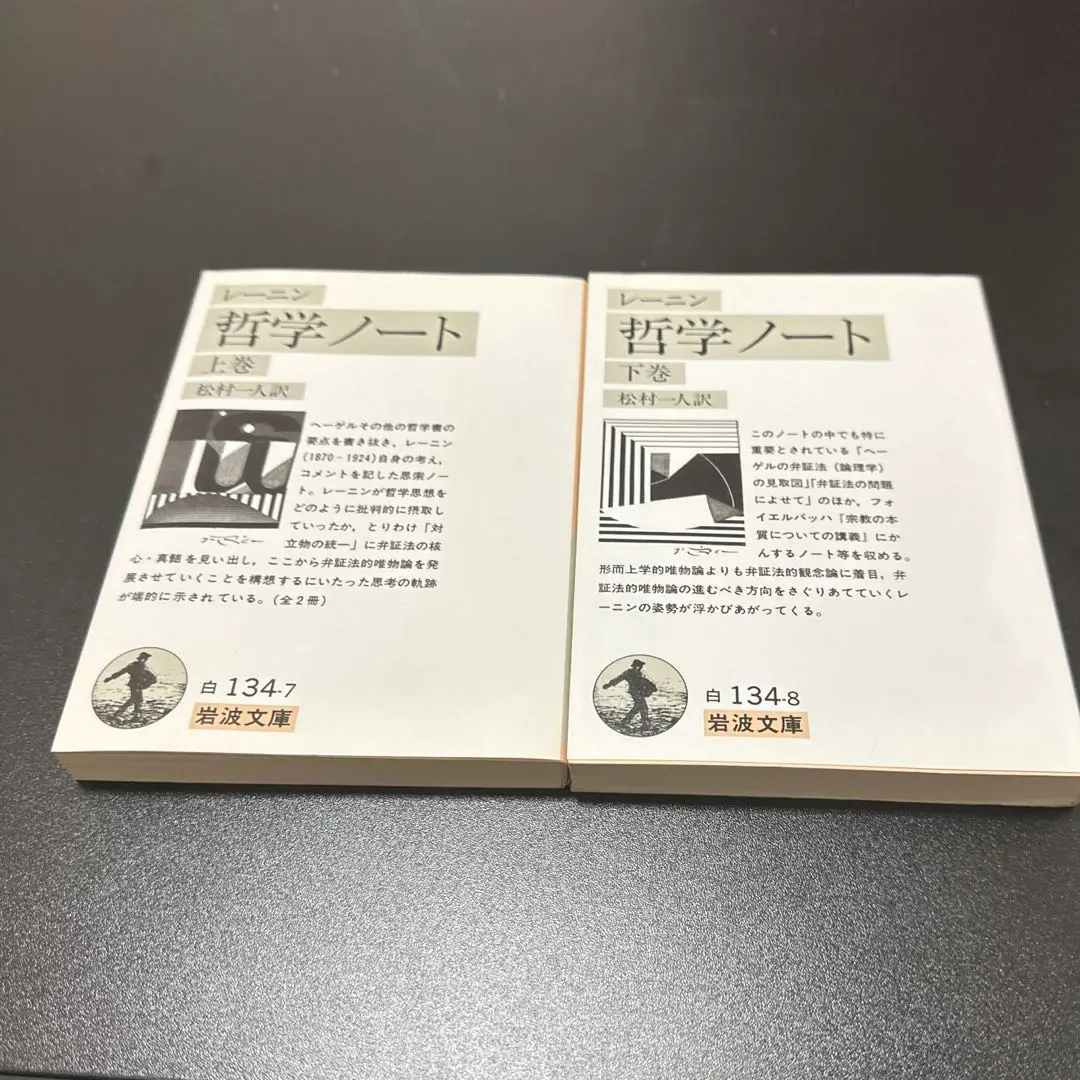 レーニン
哲学ノート
上巻
松村一人訳
ヘーゲルその他の哲学書の
要点を書き抜き,レーニン
(1870-1924)自身の考え,
コメントを記した思索ノー
ト。レーニンが哲学思想を
どのように批判的に摂取し
ていったか,とりわけ「対
立物の統一」に弁証法の核
心・真髄を見い出し,ここから弁証法的唯物論を発
展させていくことを構想するにいたった思考の軌跡
が端的に示されている。(全2冊)
白 134-7
岩波文庫
レーニン
哲学ノート
下巻
松村一人訳
このノートの中でも特に
重要とされている「ヘー
ゲルの弁証法(論理学)
の見取図」「弁証法の問題
によせて」のほか,フォ
イエルバッハ『宗教の本
質についての講義』にか
んするノート等を収める。
形而上学的唯物論よりも弁証法的観念論に着目,弁
証法的唯物論の進むべき方向をさぐりあてていくレ
ーニンの姿勢が浮かびあがってくる。
白 134-8
岩波文庫